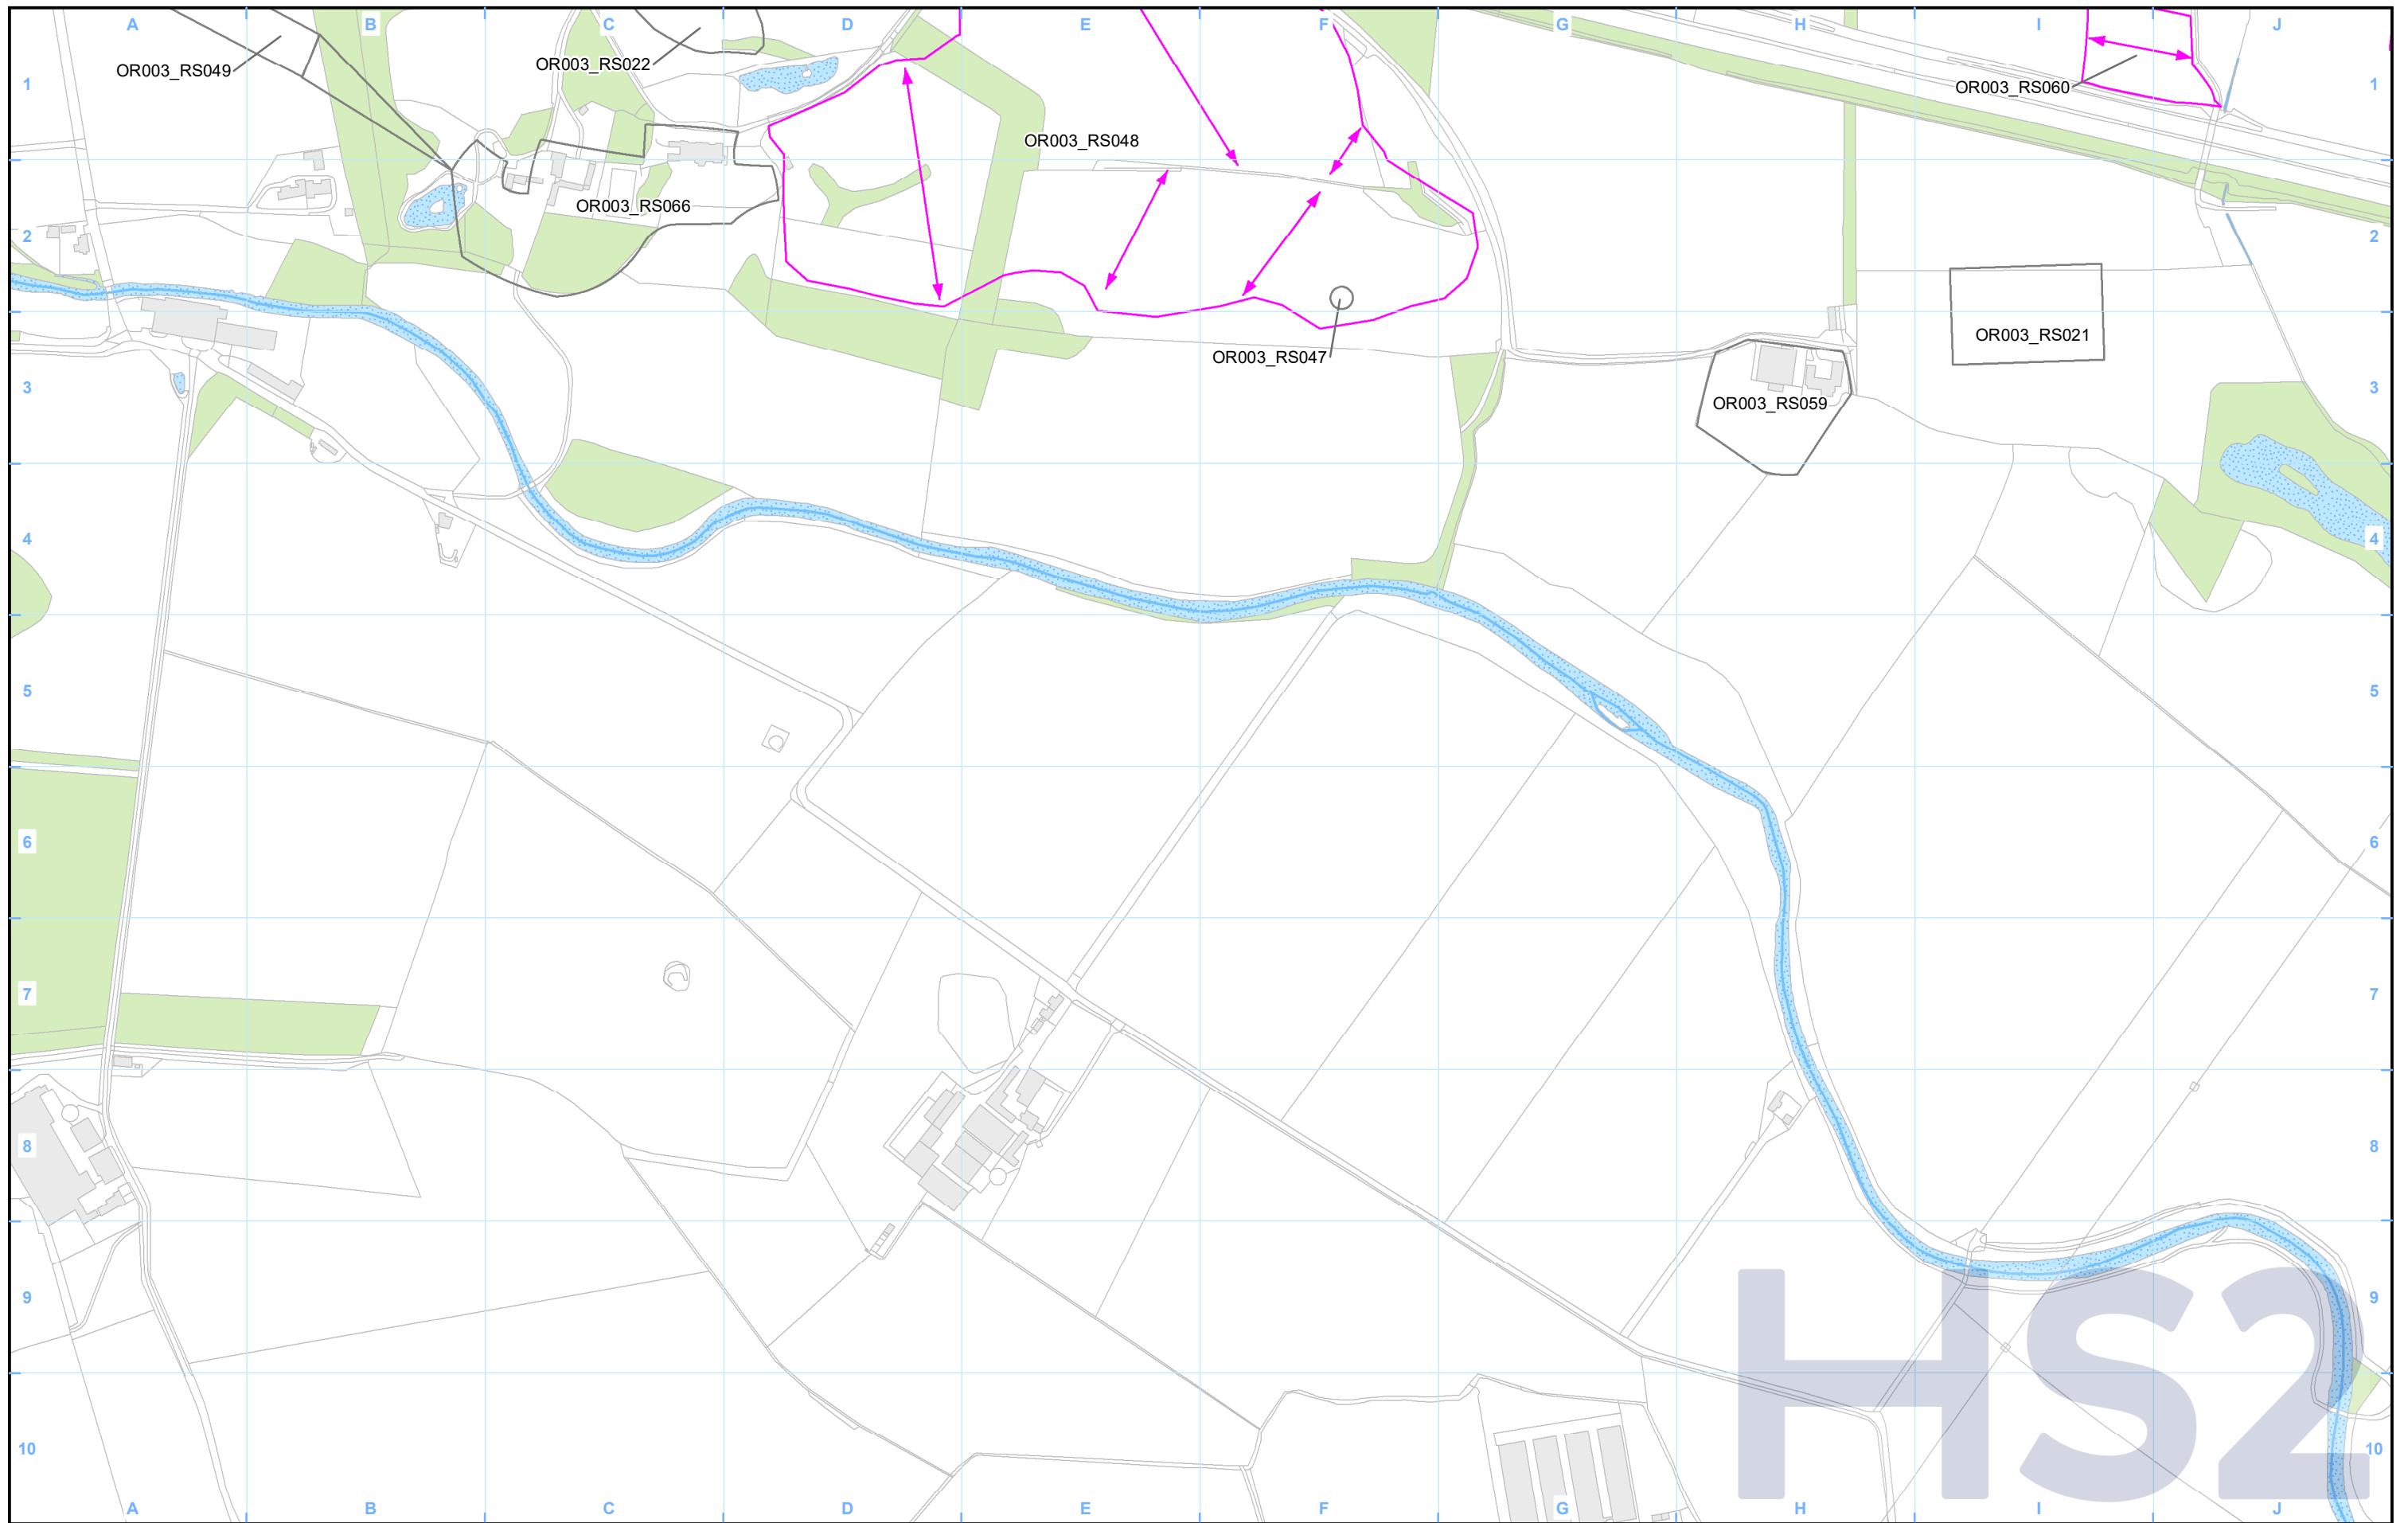 A B C D E F G H I J
OR003_RS049
OR003_RS022
OR003_RS060
1 1
OR003_RS048
OR003_RS066
2 2
OR003_RS021
OR003_RS047
3 3
OR003_RS059
4 4
5 5
6 6
7 7
8 8
9 9
HS2
10 10
A B C D E F G H I J